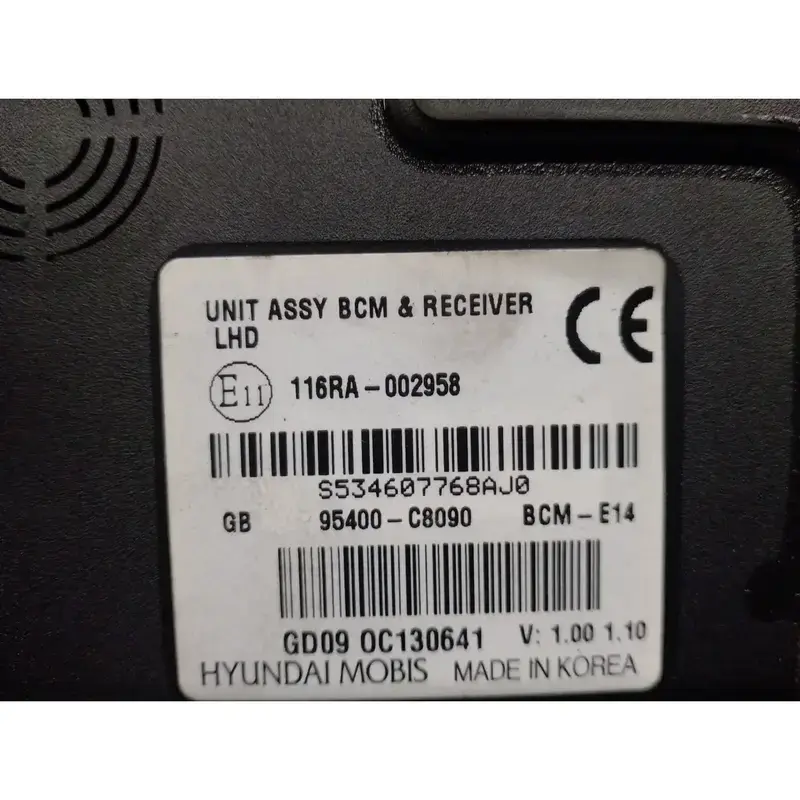 UNIT ASSY BCM & RECEIVER
LHD
CE
E11 116RA-002958
S534607768AJ0
GB 95400-C8090 BCM-E14
GD09 0C130641 V: 1.00 1.10
HYUNDAI MOBIS MADE IN KOREA